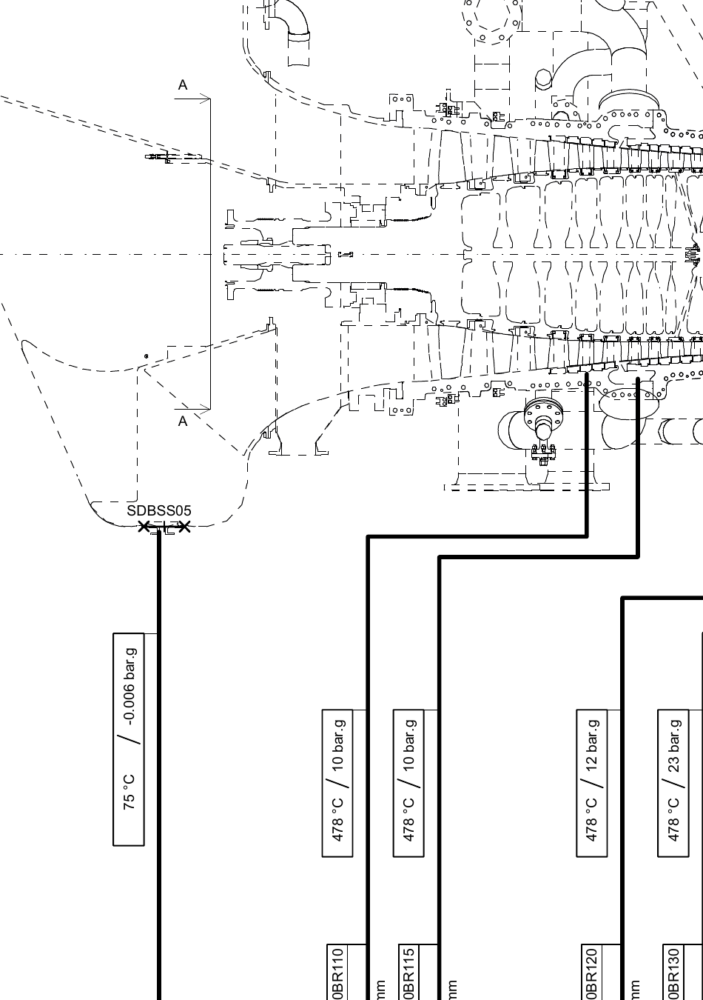 A
A
SDBSS05
75 °C / -0.006 bar.g
478 °C / 10 bar.g
478 °C / 10 bar.g
478 °C / 12 bar.g
478 °C / 23 bar.g
0BR110
mm
0BR115
mm
0BR120
mm
0BR130